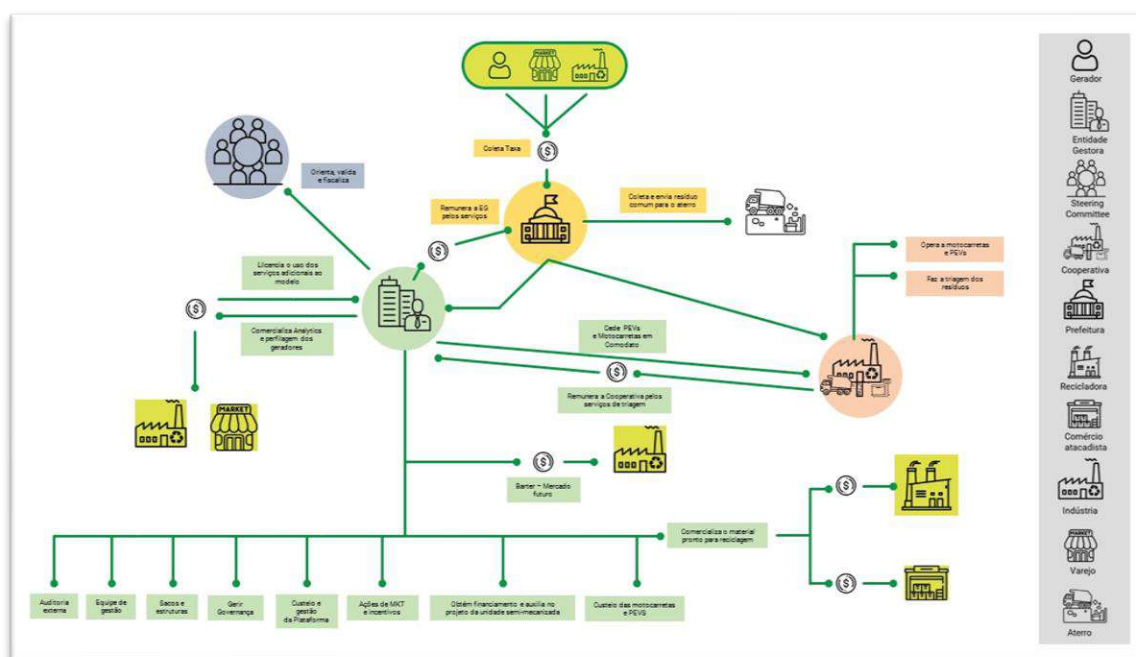 MARKET
Coleta Taxa
Orienta, valida
e fiscaliza
Remunera a EG
pelos serviços
Coleta e envia resíduo
comum para o aterro
Opera a motocarretas
e PEVs
Faz a triagem dos
resíduos
Licencia o uso dos
serviços adicionais ao
modelo
Comercializa Analytics
e perfilagem dos
geradores
Cede PEVs
e Motocarretas em
Comodato
Remunera a Cooperativa pelos
serviços de triagem
MARKET
Barter – Mercado
futuro
Comercializa o material
pronto para reciclagem
Auditoria
externa
Equipe de
gestão
Sacos e
estruturas
Gerir
Governança
Custeio e
gestão
da Plataforma
Ações de MKT
e incentivos
Obtém financiamento e auxilia no
projeto da unidade semi-mecanizada
Custeio das motocarretas
e PEVS
Gerador
Entidade
Gestora
Steering
Committee
Cooperativa
Prefeitura
Recicladora
Comércio
atacadista
Indústria
MARKET
Varejo
Aterro